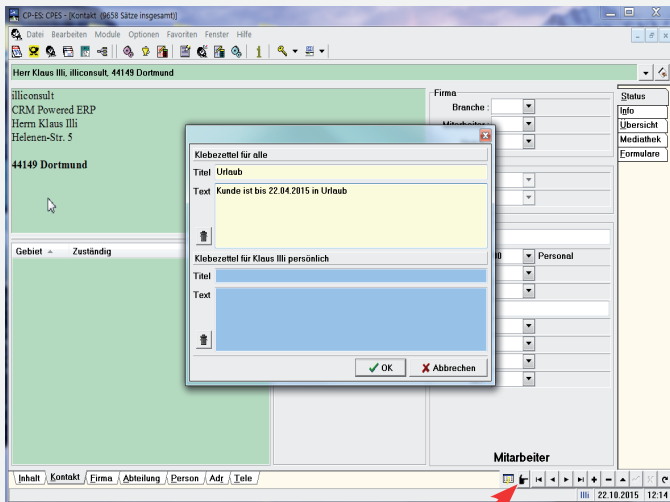 CP-ES: CPES - [Kontakt (9658 Sätze insgesamt)]
Datei Bearbeiten Module Optionen Favoriten Fenster Hilfe
Herr Klaus Illi, illiconsult, 44149 Dortmund
illiconsult
CRM Powered ERP
Herrn Klaus Illi
Helenen-Str. 5
44149 Dortmund
Firma
Branche :
Mitarbeiter :
Status
Info
Übersicht
Mediathek
Formulare
Klebezettel für alle
Titel Urlaub
Text Kunde ist bis 22.04.2015 in Urlaub
Klebezettel für Klaus Illi persönlich
Titel
Text
OK Abbrechen
Gebiet Zuständig
Personal
Mitarbeiter
Inhalt Kontakt Firma Abteilung Person Adr Tele
Illi 22.10.2015 12:14